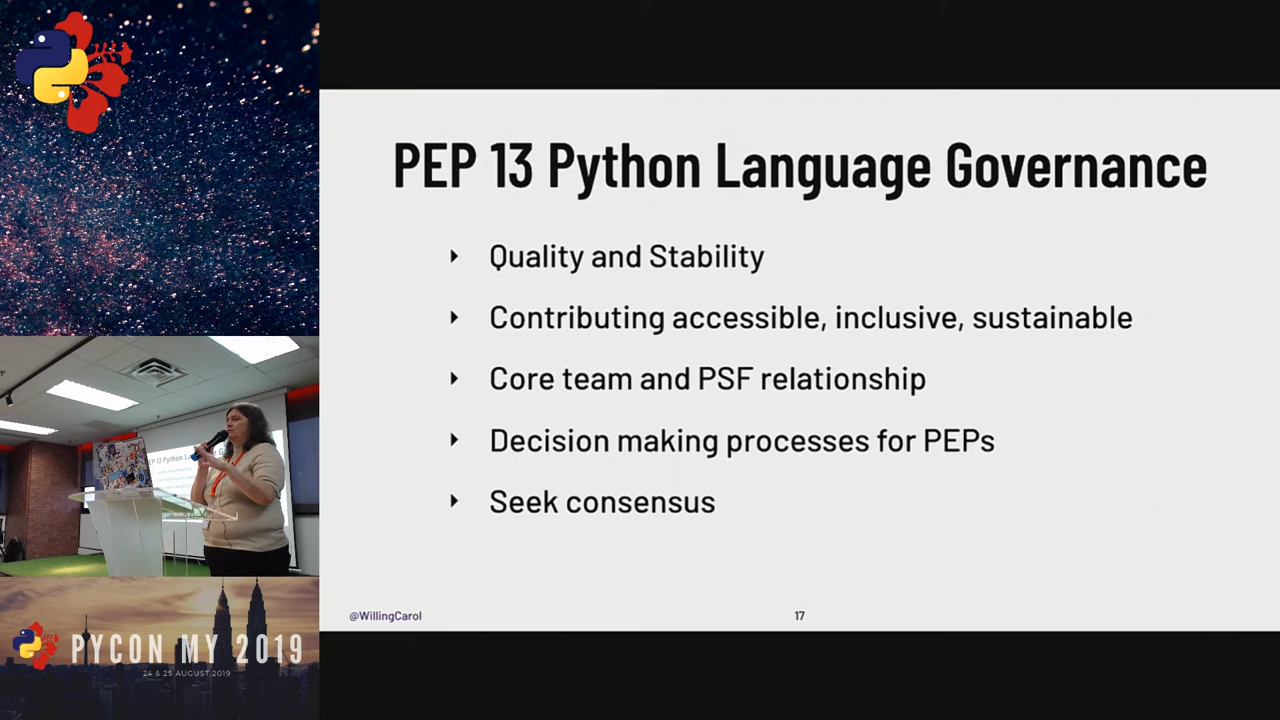 PEP 13 Python Language Governance
Quality and Stability
Contributing accessible, inclusive, sustainable
Core team and PSF relationship
Decision making processes for PEPs
Seek consensus
@WillingCarol
17
PYCON MY 2019
24 & 25 AUGUST 2019